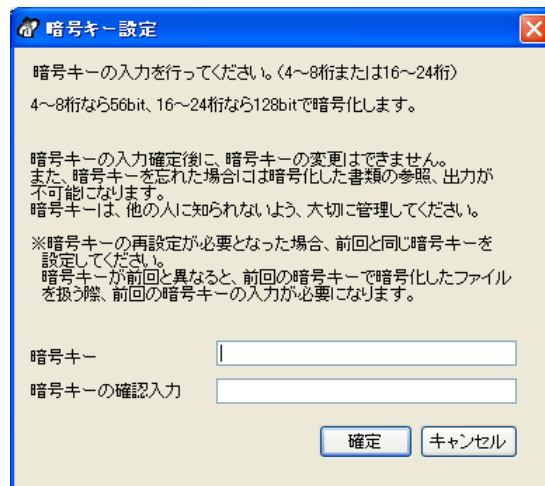 暗号キー設定
暗号キーの入力を行ってください。(4～8桁または16～24桁)
4～8桁なら56bit、16～24桁なら128bitで暗号化します。
暗号キーの入力確定後に、暗号キーの変更はできません。
また、暗号キーを忘れた場合には暗号化した書類の参照、出力が
不可能になります。
暗号キーは、他の人に知られないよう、大切に管理してください。
※暗号キーの再設定が必要となった場合、前回と同じ暗号キーを
設定してください。
暗号キーが前回と異なると、前回の暗号キーで暗号化したファイル
を扱う際、前回の暗号キーの入力が必要になります。
暗号キー
暗号キーの確認入力
確定 キャンセル